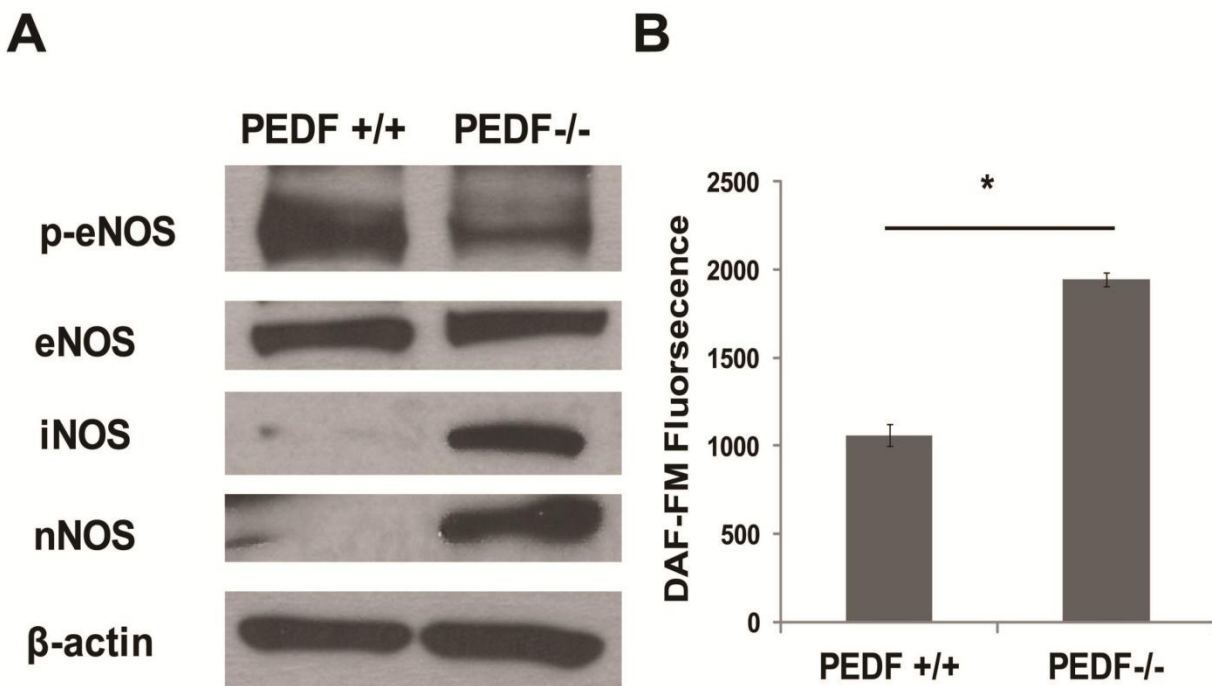 A
B
PEDF +/+ PEDF-/-
p-eNOS
eNOS
iNOS
nNOS
β-actin
DAF-FM Fluorsecence
2500
2000
1500
1000
500
0
*
PEDF +/+ PEDF-/-